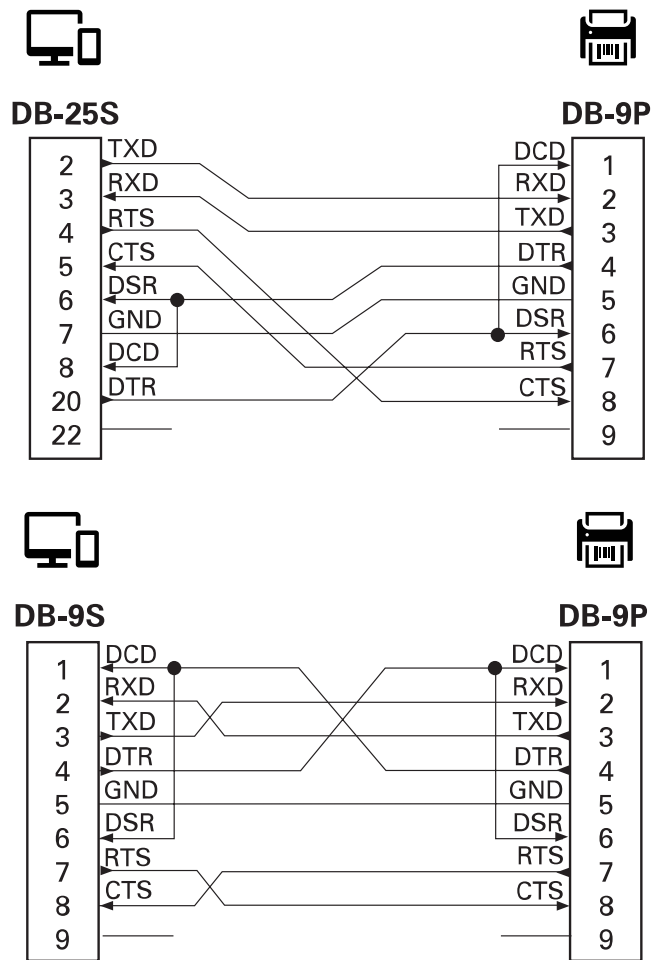 DB-25S DB-9P
2 TXD DCD 1
3 RXD RXD 2
4 RTS TXD 3
5 CTS DTR 4
6 DSR GND 5
7 GND DSR 6
8 DCD RTS 7
20 DTR CTS 8
22 9
DB-9S DB-9P
1 DCD DCD 1
2 RXD RXD 2
3 TXD TXD 3
4 DTR DTR 4
5 GND GND 5
6 DSR DSR 6
7 RTS RTS 7
8 CTS CTS 8
9 9